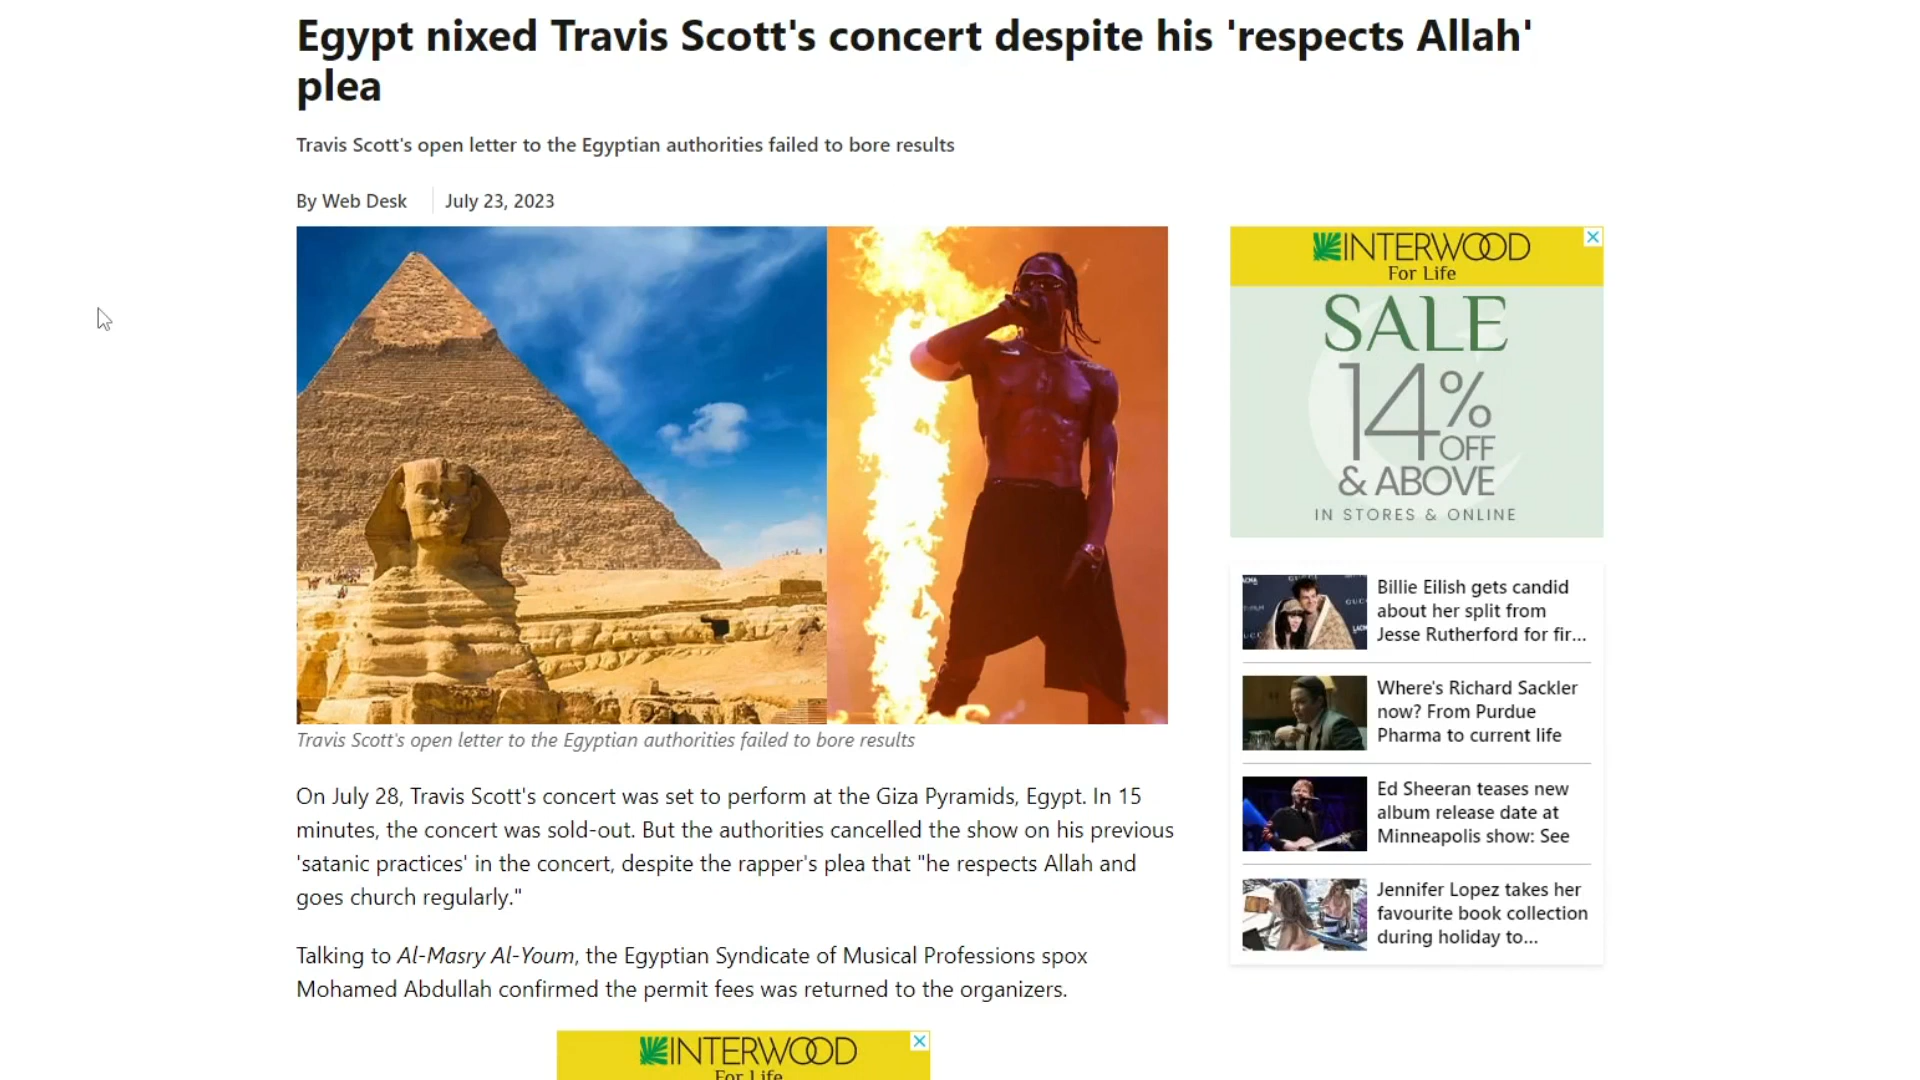 Egypt nixed Travis Scott's concert despite his 'respects Allah'
plea
Travis Scott's open letter to the Egyptian authorities failed to bore results
By Web Desk
July 23, 2023
Travis Scott's open letter to the Egyptian authorities failed to bore results
On July 28, Travis Scott's concert was set to perform at the Giza Pyramids, Egypt. In 15
minutes, the concert was sold-out. But the authorities cancelled the show on his previous
'satanic practices' in the concert, despite the rapper's plea that "he respects Allah and
goes church regularly."
Talking to Al-Masry Al-Youm, the Egyptian Syndicate of Musical Professions spox
Mohamed Abdullah confirmed the permit fees was returned to the organizers.
INTERWOOD
For Life
INTERWOOD
For Life
SALE
14%
OFF
& ABOVE
IN STORES & ONLINE
Billie Eilish gets candid
about her split from
Jesse Rutherford for fir...
Where's Richard Sackler
now? From Purdue
Pharma to current life
Ed Sheeran teases new
album release date at
Minneapolis show: See
Jennifer Lopez takes her
favourite book collection
during holiday to...